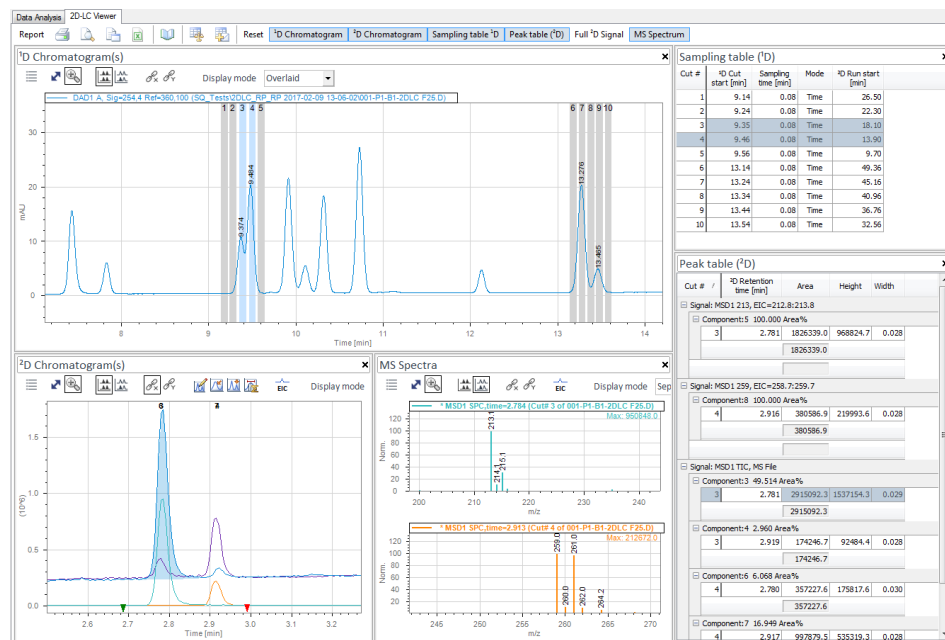 Data Analysis 2D-LC Viewer
Report Reset ¹D Chromatogram ²D Chromatogram Sampling table ¹D Peak table (²D) Full ²D Signal MS Spectrum
¹D Chromatogram(s)
Display mode Overlaid
DAD1 A, Sig=254,4 Ref=360,100 (SQ_Tests\2DLC_RP_RP 2017-02-09 13-06-02\001-P1-B1-2DLC F25.D)
1 2 3 4 5 6 7 8 9 10
30
20
10
0
mAU
9.374
9.484
13.276
13.465
8 9 10 11 12 13 14
Time [min]
Sampling table (¹D)
Cut # ²D Cut start [min] Sampling time [min] Mode ²D Run start [min]
1 9.14 0.08 Time 26.50
2 9.24 0.08 Time 22.30
3 9.35 0.08 Time 18.10
4 9.46 0.08 Time 13.90
5 9.56 0.08 Time 9.70
6 13.14 0.08 Time 49.36
7 13.24 0.08 Time 45.16
8 13.34 0.08 Time 40.96
9 13.44 0.08 Time 36.76
10 13.54 0.08 Time 32.56
²D Chromatogram(s)
EIC Display mode
1.5
1.0
0.5
0.0
(10^6)
2.6 2.7 2.8 2.9 3.0 3.1 3.2
Time [min]
MS Spectra
EIC Display mode Sep
* MSD1 SPC,time=2.784 (Cut# 3 of 001-P1-B1-2DLC F25.D)
Max: 950848.0
120
100
80
60
40
20
0
Norm.
213.1
214.1
215.1
200 210 220 230 240
m/z
* MSD1 SPC,time=2.913 (Cut# 4 of 001-P1-B1-2DLC F25.D)
Max: 212672.0
120
100
80
60
40
20
Norm.
259.0
260.0
261.0
262.0
264.2
245 250 255 260 265 270
m/z
Peak table (²D)
Cut # / ²D Retention time [min] Area Height Width
Signal: MSD1 213, EIC=212.8:213.8
Component:5 100.000 Area%
3 2.781 1826339.0 968824.7 0.028
1826339.0
Signal: MSD1 259, EIC=258.7:259.7
Component:8 100.000 Area%
4 2.916 380586.9 219993.6 0.028
380586.9
Signal: MSD1 TIC, MS File
Component:3 49.514 Area%
3 2.781 2915092.3 1537154.3 0.029
2915092.3
Component:4 2.960 Area%
3 2.919 174246.7 92484.4 0.028
174246.7
Component:6 6.068 Area%
4 2.780 357227.6 175817.6 0.030
357227.6
Component:7 16.949 Area%
4 2.917 997879.5 535319.3 0.028